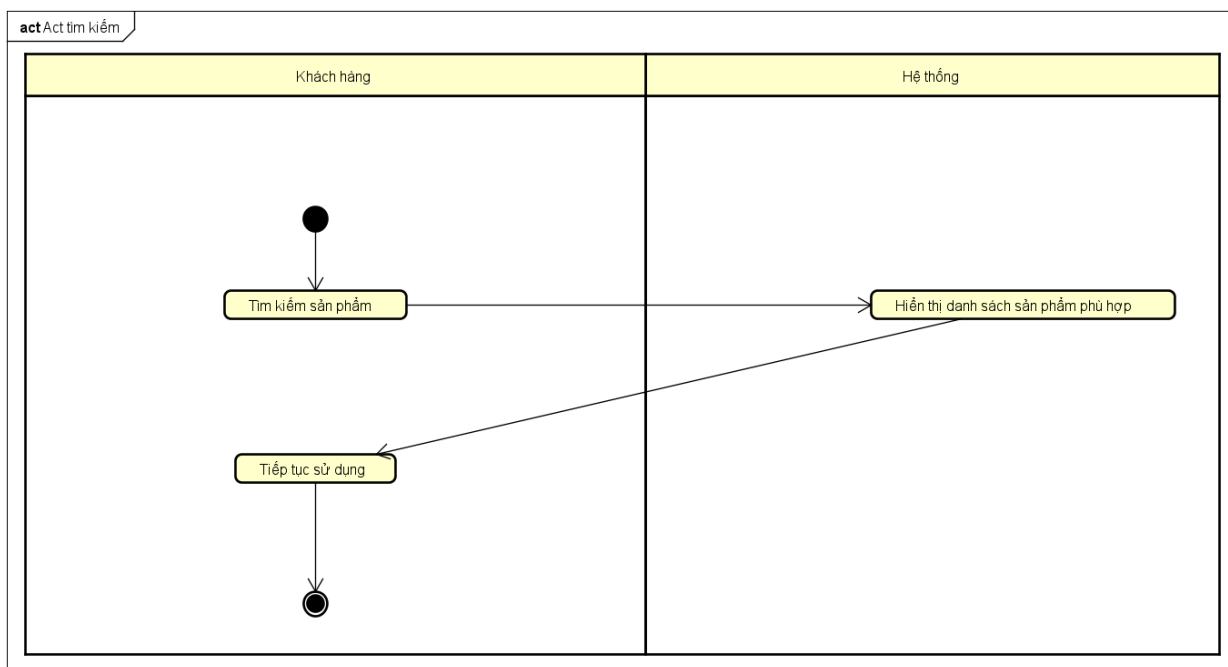 act Act tìm kiếm
Khách hàng
Hệ thống
Tìm kiếm sản phẩm
Hiển thị danh sách sản phẩm phù hợp
Tiếp tục sử dụng